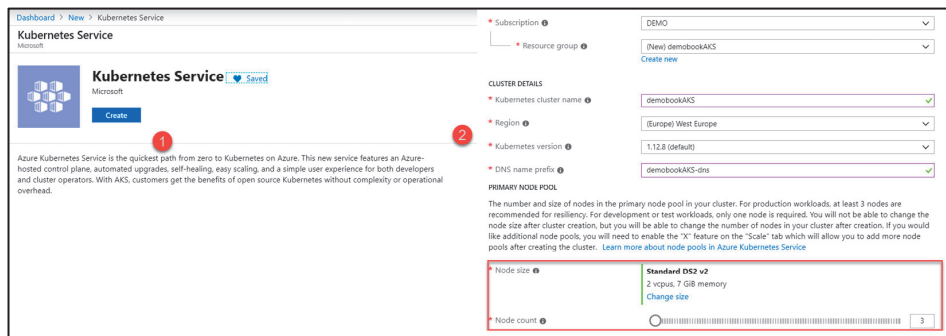 Dashboard > New > Kubernetes Service
Kubernetes Service
Microsoft
Kubernetes Service
Saved
Microsoft
Create
1
Azure Kubernetes Service is the quickest path from zero to Kubernetes on Azure. This new service features an Azure-
hosted control plane, automated upgrades, self-healing, easy scaling, and a simple user experience for both developers
and cluster operators. With AKS, customers get the benefits of open source Kubernetes without complexity or operational
overhead.
2
* Subscription
DEMO
* Resource group
(New) demobookAKS
Create new
CLUSTER DETAILS
* Kubernetes cluster name
demobookAKS
* Region
(Europe) West Europe
* Kubernetes version
1.12.8 (default)
* DNS name prefix
demobookAKS-dns
PRIMARY NODE POOL
The number and size of nodes in the primary node pool in your cluster. For production workloads, at least 3 nodes are
recommended for resiliency. For development or test workloads, only one node is required. You will not be able to change the
node size after cluster creation, but you will be able to change the number of nodes in your cluster after creation. If you would
like additional node pools, you will need to enable the "X" feature on the "Scale" tab which will allow you to add more node
pools after creating the cluster. Learn more about node pools in Azure Kubernetes Service
* Node size
Standard DS2 v2
2 vcpus, 7 GiB memory
Change size
* Node count
3